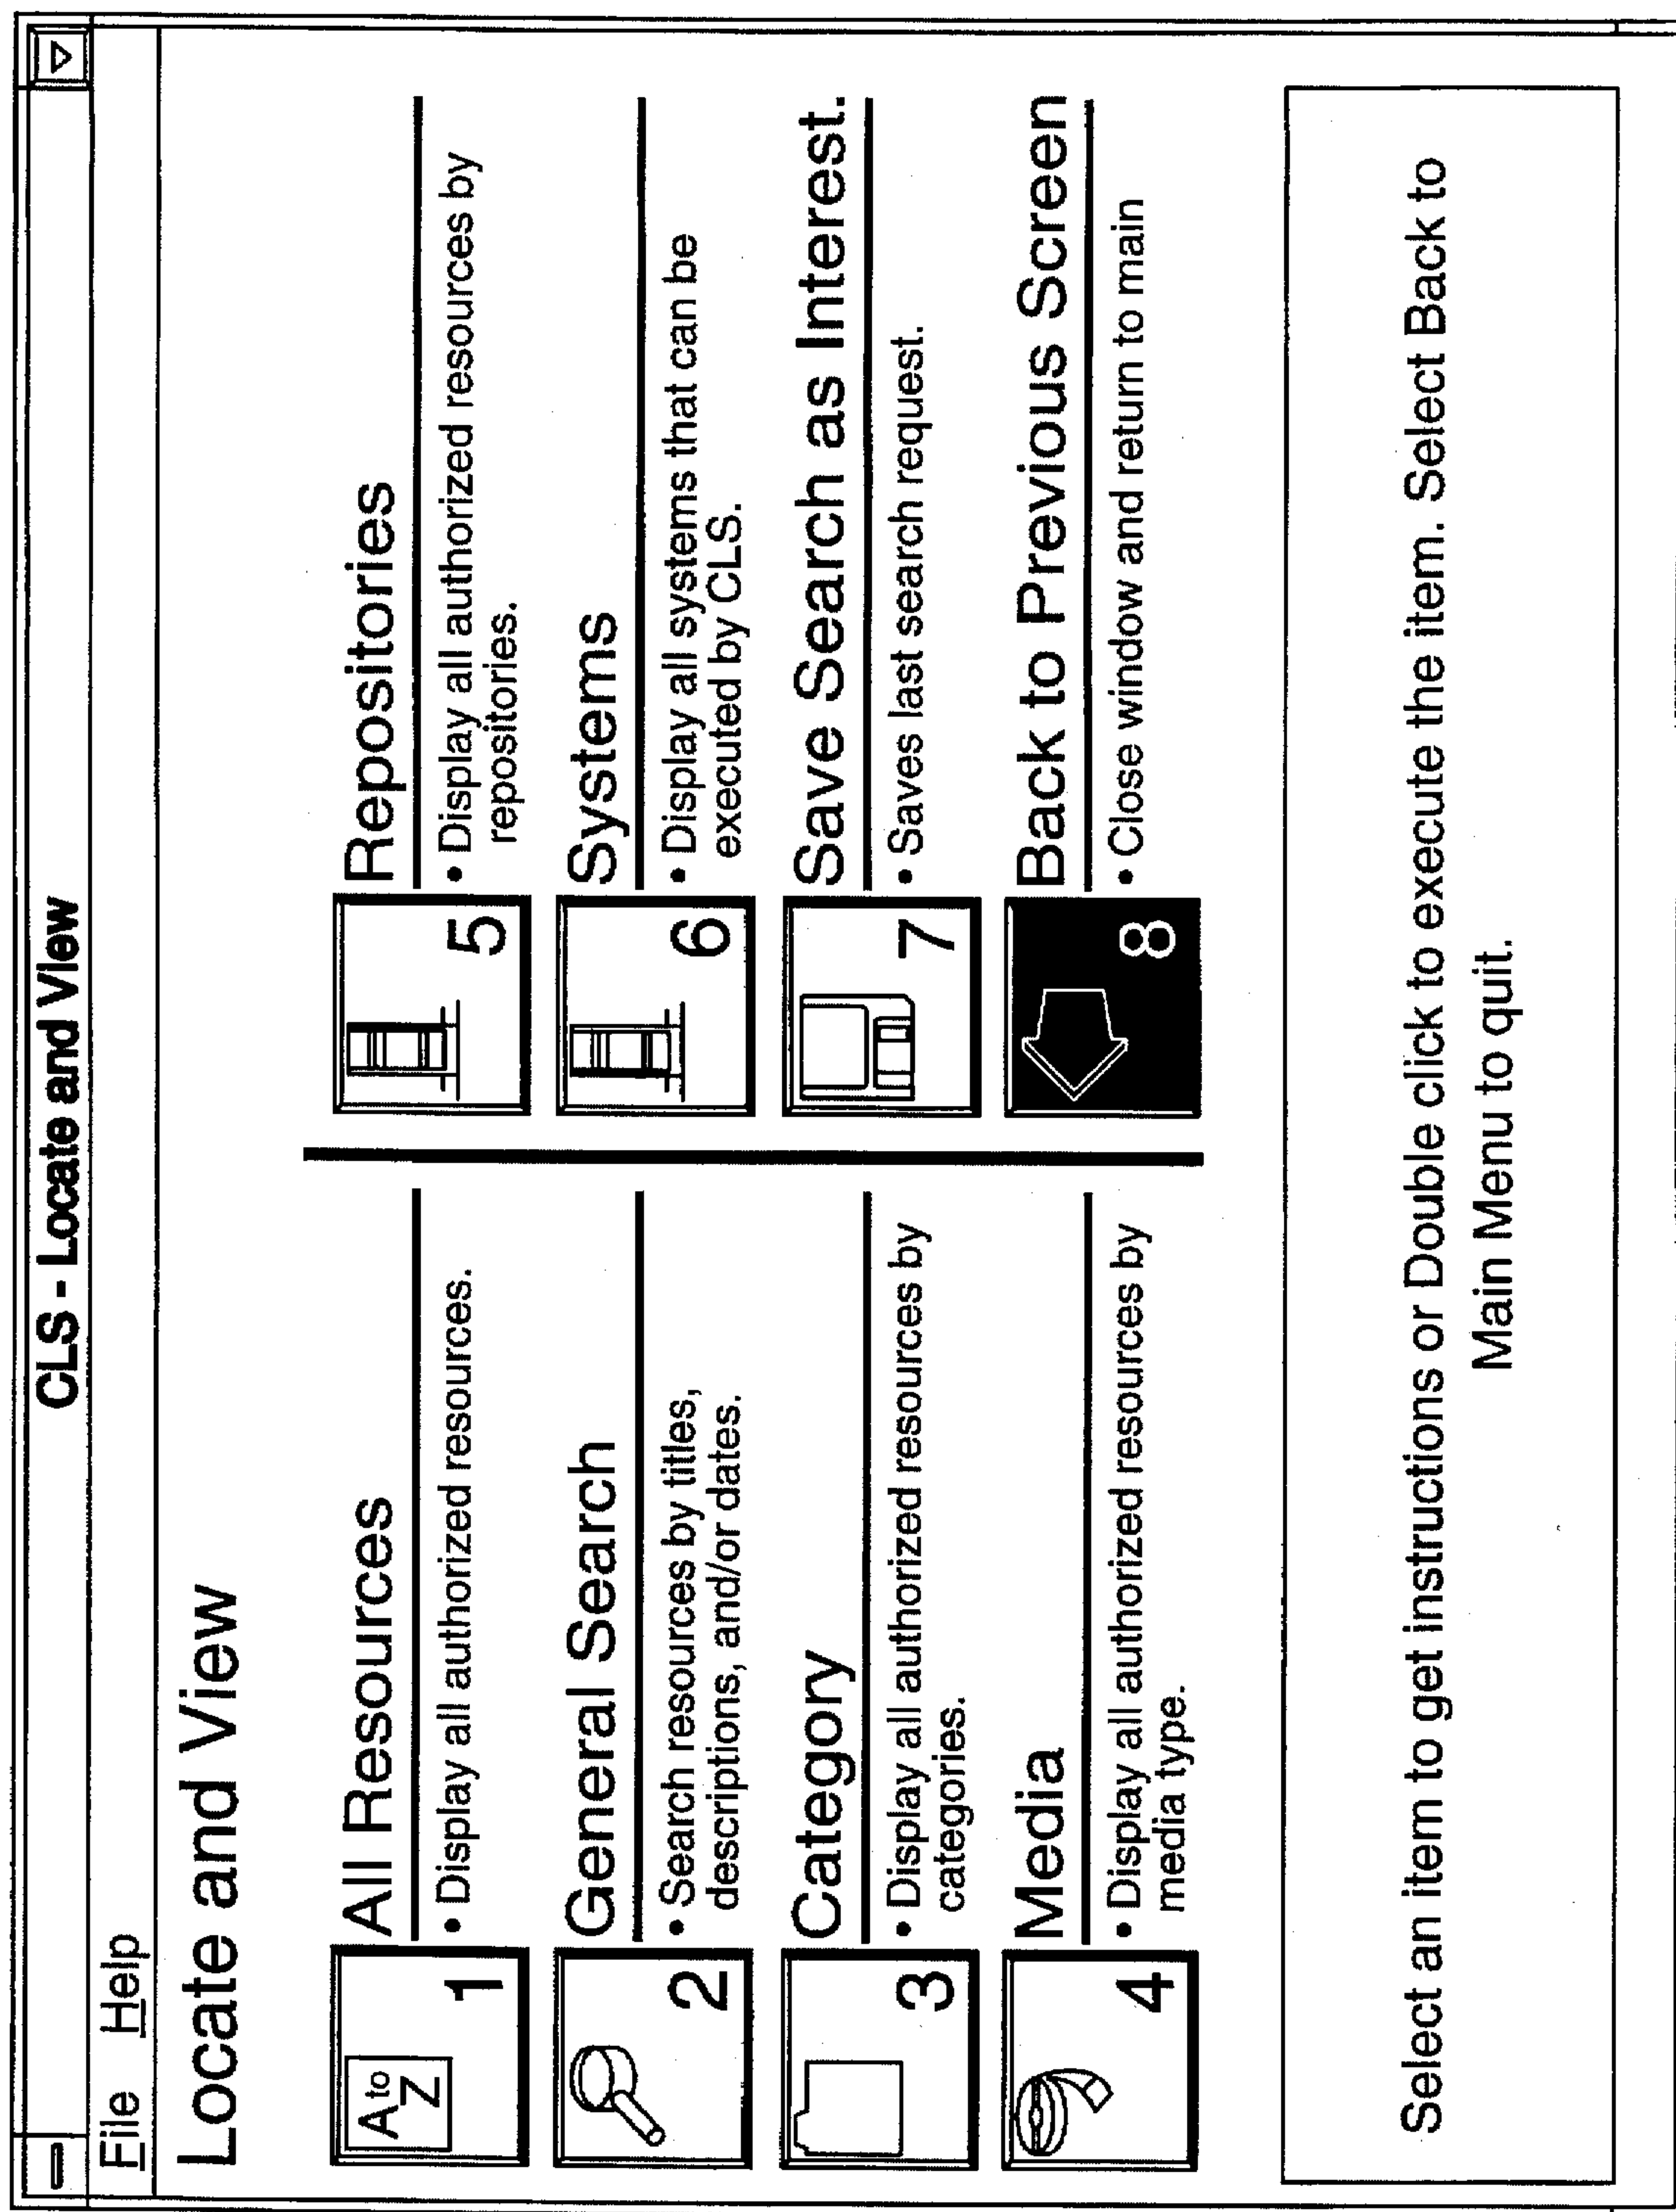 CLS - Locate and View
File Help
Locate and View
A to
Z
1
All Resources
• Display all authorized resources.
2
General Search
• Search resources by titles,
descriptions, and/or dates.
3
Category
• Display all authorized resources by
categories.
4
Media
• Display all authorized resources by
media type.
5
Repositories
• Display all authorized resources by
repositories.
6
Systems
• Display all systems that can be
executed by CLS.
7
Save Search as Interest.
• Saves last search request.
8
Back to Previous Screen
• Close window and return to main
Select an item to get instructions or Double click to execute the item. Select Back to
Main Menu to quit.